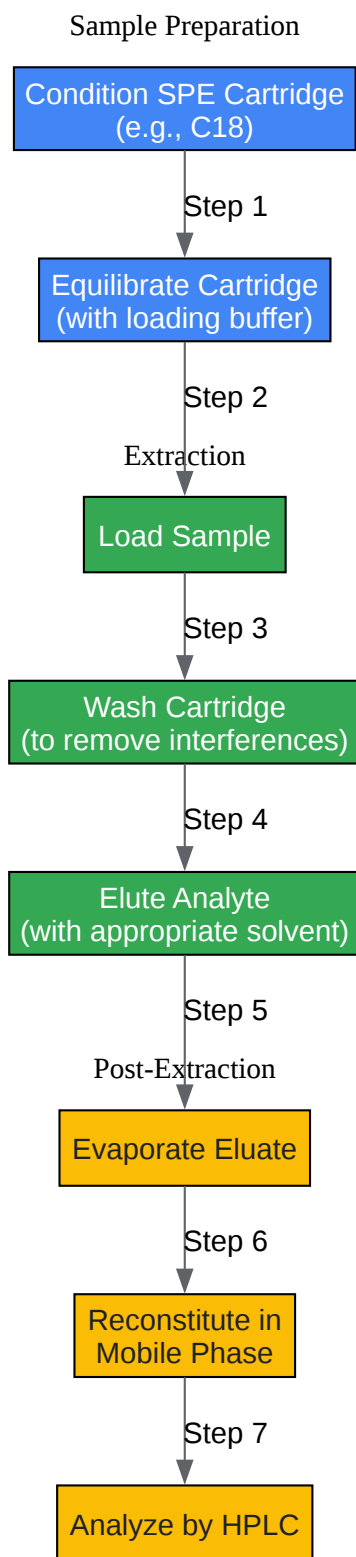 Sample Preparation
Condition SPE Cartridge
(e.g., C18)
Step 1
Equilibrate Cartridge
(with loading buffer)
Step 2
Extraction
Load Sample
Step 3
Wash Cartridge
(to remove interferences)
Step 4
Elute Analyte
(with appropriate solvent)
Step 5
Post-Extraction
Evaporate Eluate
Step 6
Reconstitute in
Mobile Phase
Step 7
Analyze by HPLC